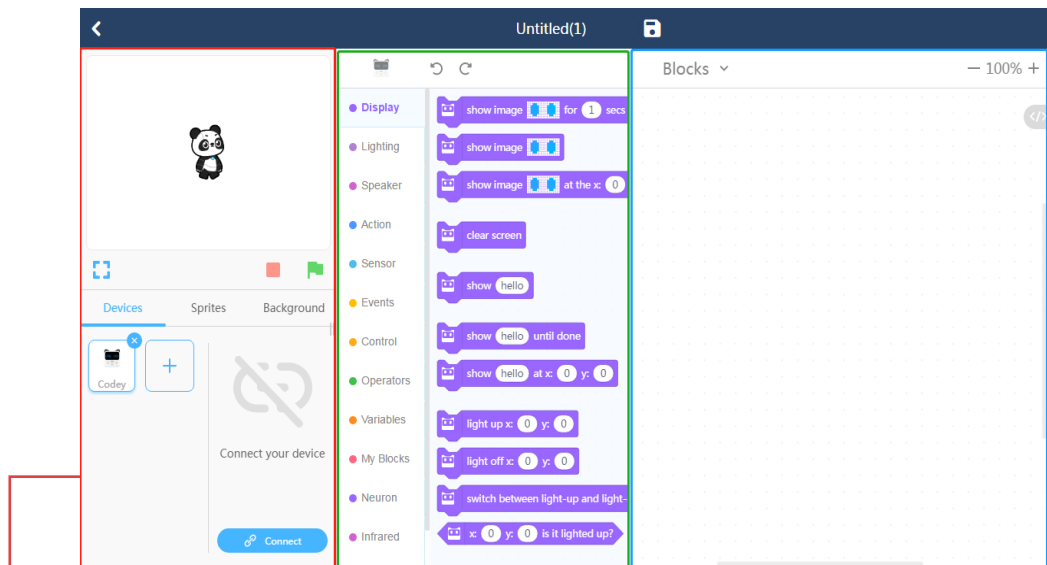 Untitled(1)
Blocks
100%
Display
Lighting
Speaker
Action
Sensor
Events
Control
Operators
Variables
My Blocks
Neuron
Infrared
show image for 1 secs
show image
show image at the x: 0
clear screen
show hello
show hello until done
show hello at x: 0 y: 0
light up x: 0 y: 0
light off x: 0 y: 0
switch between light-up and light-
x: 0 y: 0 is it lighted up?
Devices Sprites Background
Codey
Connect your device
Connect